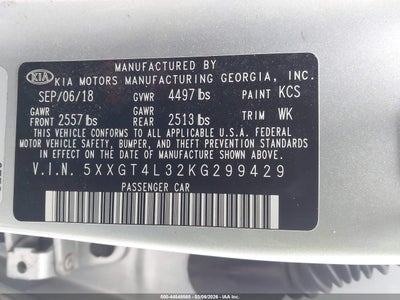 MANUFACTURED BY
KIA KIA MOTORS MANUFACTURING GEORGIA, INC.
SEP/06/18 GVWR 4497 lbs PAINT KCS
GAWR FRONT 2557 lbs GAWR REAR 2513 lbs TRIM WK
THIS VEHICLE CONFORMS TO ALL APPLICABLE U.S.A. FEDERAL
MOTOR VEHICLE SAFETY, BUMPER, AND THEFT PREVENTION STANDARDS
IN EFFECT ON THE DATE OF MANUFACTURE SHOWN ABOVE.
V.I.N. 5XXGT4L32KG299429
PASSENGER CAR